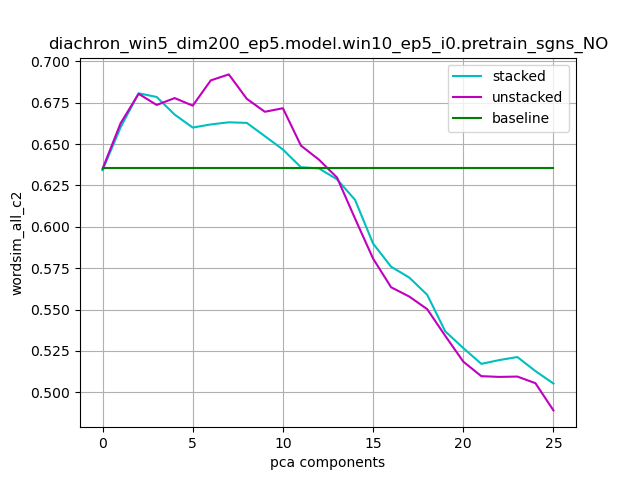 diachron_win5_dim200_ep5.model.win10_ep5_i0.pretrain_sgns_NO
0.700
0.675
0.650
0.625
0.600
0.575
0.550
0.525
0.500
wordsim_all_c2
stacked
unstacked
baseline
0 5 10 15 20 25
pca components